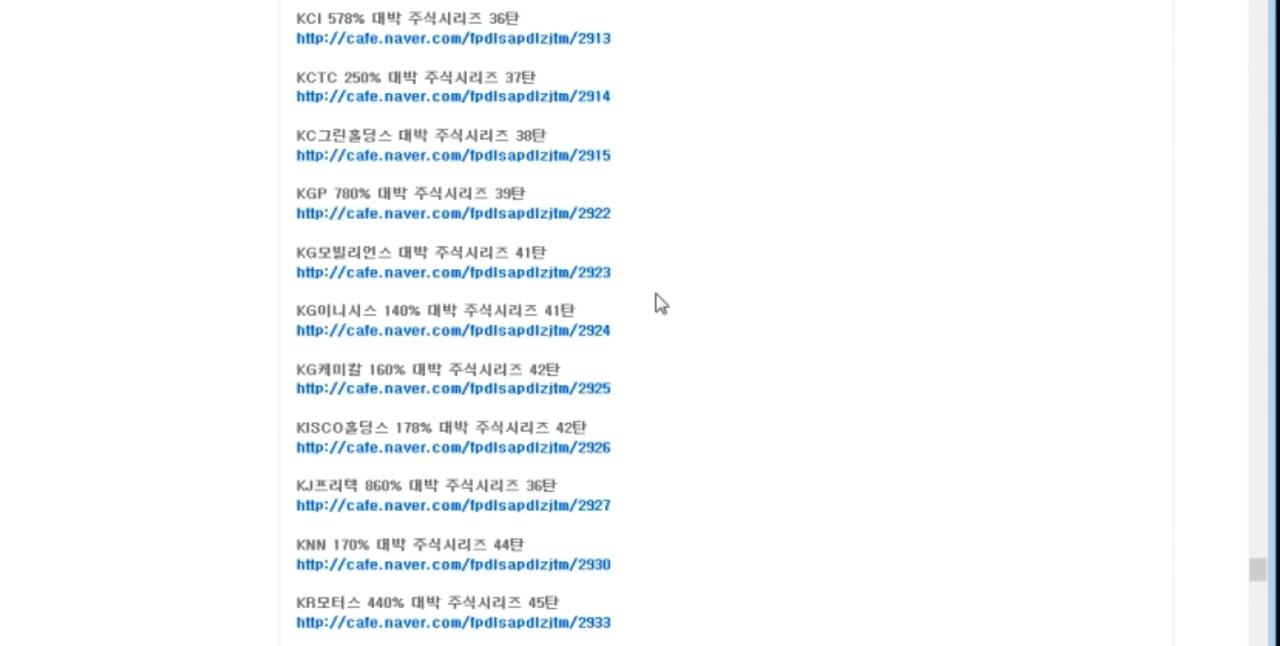 KCI 578% 대박 주식시리즈 36탄
http://cafe.naver.com/fpdlsapdlzjtm/2913
KCTC 250% 대박 주식시리즈 37탄
http://cafe.naver.com/fpdlsapdlzjtm/2914
KC그린홀딩스 대박 주식시리즈 38탄
http://cafe.naver.com/fpdlsapdlzjtm/2915
KGP 780% 대박 주식시리즈 39탄
http://cafe.naver.com/fpdlsapdlzjtm/2922
KG모빌리언스 대박 주식시리즈 41탄
http://cafe.naver.com/fpdlsapdlzjtm/2923
KG이니시스 140% 대박 주식시리즈 41탄
http://cafe.naver.com/fpdlsapdlzjtm/2924
KG케미칼 160% 대박 주식시리즈 42탄
http://cafe.naver.com/fpdlsapdlzjtm/2925
KISCO홀딩스 178% 대박 주식시리즈 42탄
http://cafe.naver.com/fpdlsapdlzjtm/2926
KJ프리텍 860% 대박 주식시리즈 36탄
http://cafe.naver.com/fpdlsapdlzjtm/2927
KNN 170% 대박 주식시리즈 44탄
http://cafe.naver.com/fpdlsapdlzjtm/2930
KR모터스 440% 대박 주식시리즈 45탄
http://cafe.naver.com/fpdlsapdlzjtm/2933